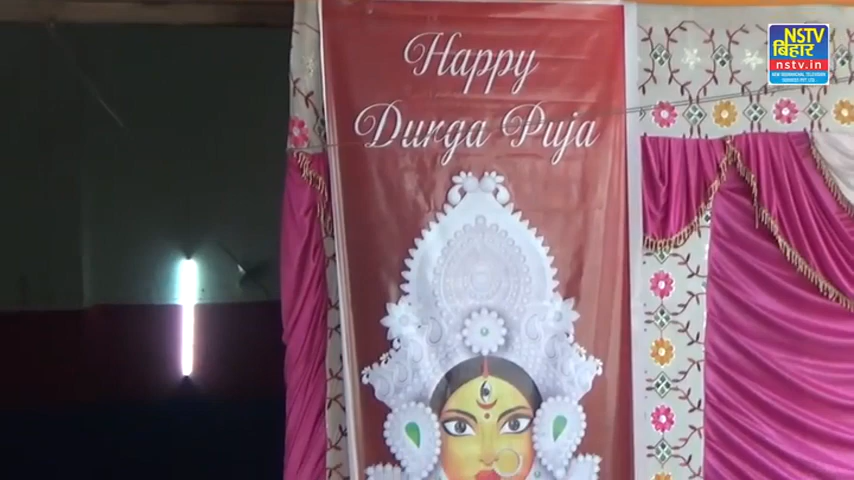 Happy
Durga Puja
NSTV
बिहार
nstv.in